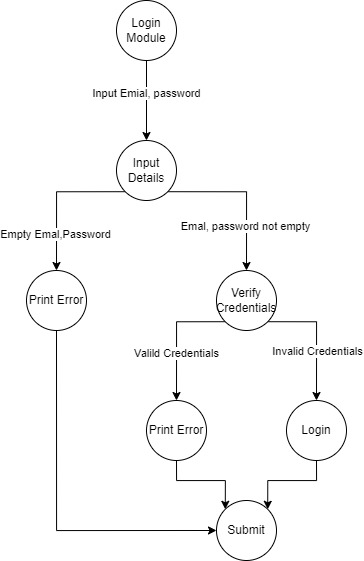 Login
Module
Input Emial, password
Input
Details
Empty Emal,Password
Emal, password not empty
Print Error
Verify
Credentials
Valild Credentials
Invalid Credentials
Print Error
Login
Submit